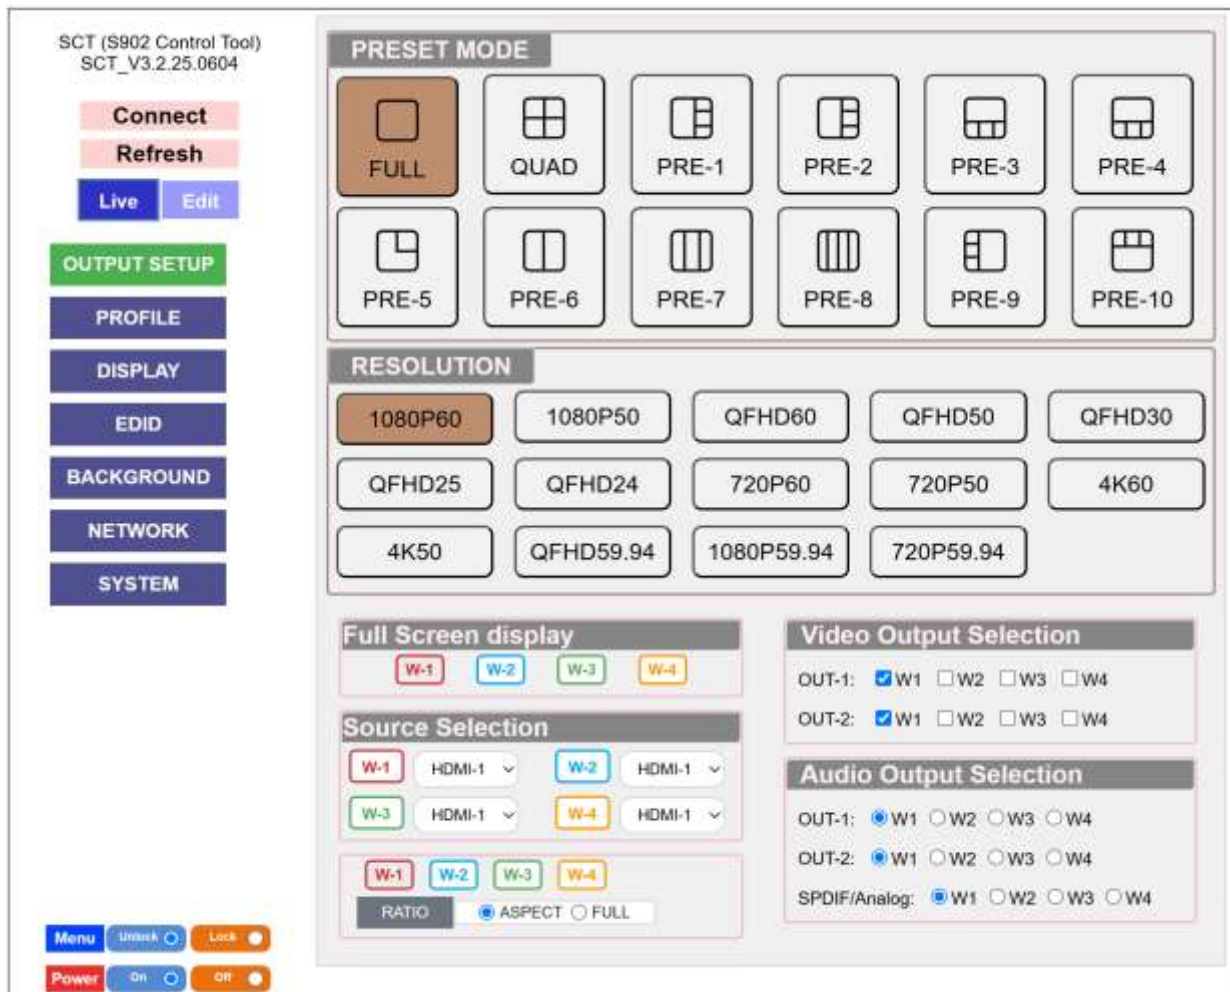 SCT (S902 Control Tool)
SCT_V3.2.25.0604
Connect
Refresh
Live Edit
OUTPUT SETUP
PROFILE
DISPLAY
EDID
BACKGROUND
NETWORK
SYSTEM
Menu Unlock Lock
Power On Off
PRESET MODE
FULL QUAD PRE-1 PRE-2 PRE-3 PRE-4
PRE-5 PRE-6 PRE-7 PRE-8 PRE-9 PRE-10
RESOLUTION
1080P60 1080P50 QFHD60 QFHD50 QFHD30
QFHD25 QFHD24 720P60 720P50 4K60
4K50 QFHD59.94 1080P59.94 720P59.94
Full Screen display
W-1 W-2 W-3 W-4
Source Selection
W-1 HDMI-1 W-2 HDMI-1
W-3 HDMI-1 W-4 HDMI-1
W-1 W-2 W-3 W-4
RATIO ASPECT FULL
Video Output Selection
OUT-1: W1 W2 W3 W4
OUT-2: W1 W2 W3 W4
Audio Output Selection
OUT-1: W1 W2 W3 W4
OUT-2: W1 W2 W3 W4
SPDIF/Analog: W1 W2 W3 W4